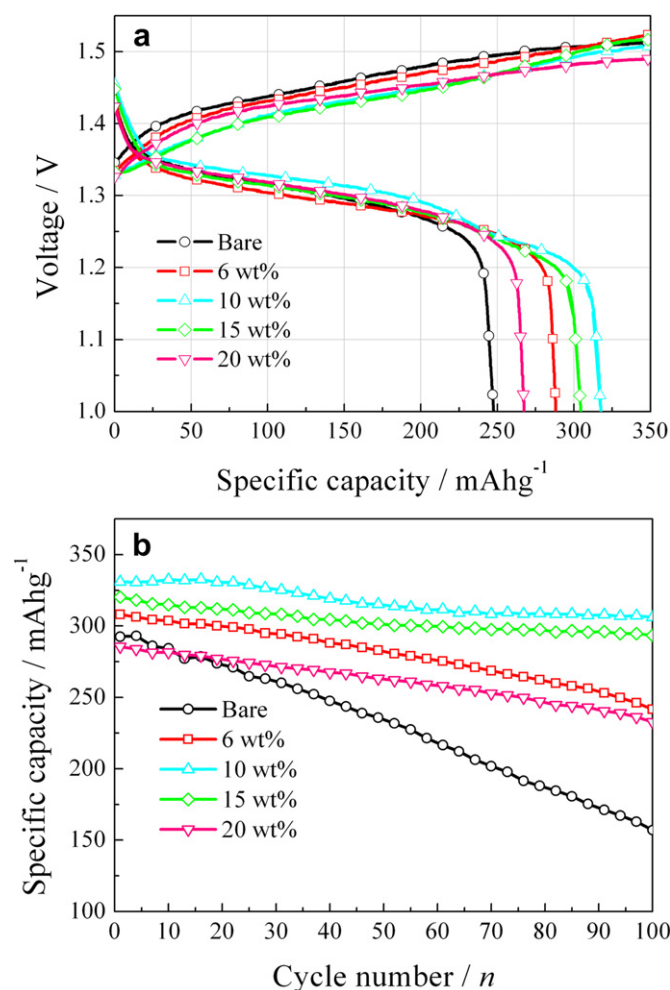 a
1.5
1.4
1.3
1.2
1.1
1.0
Voltage / V
Bare
6 wt%
10 wt%
15 wt%
20 wt%
0 50 100 150 200 250 300 350
Specific capacity / mAhg⁻¹
b
350
300
250
200
150
100
Specific capacity / mAhg⁻¹
Bare
6 wt%
10 wt%
15 wt%
20 wt%
0 10 20 30 40 50 60 70 80 90 100
Cycle number / n